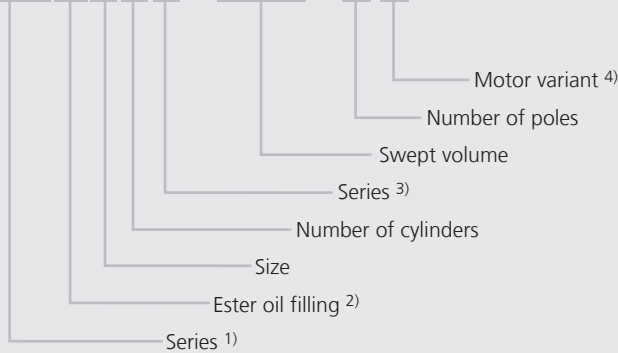 Motor variant 4)
Number of poles
Swept volume
Series 3)
Number of cylinders
Size
Ester oil filling 2)
Series 1)